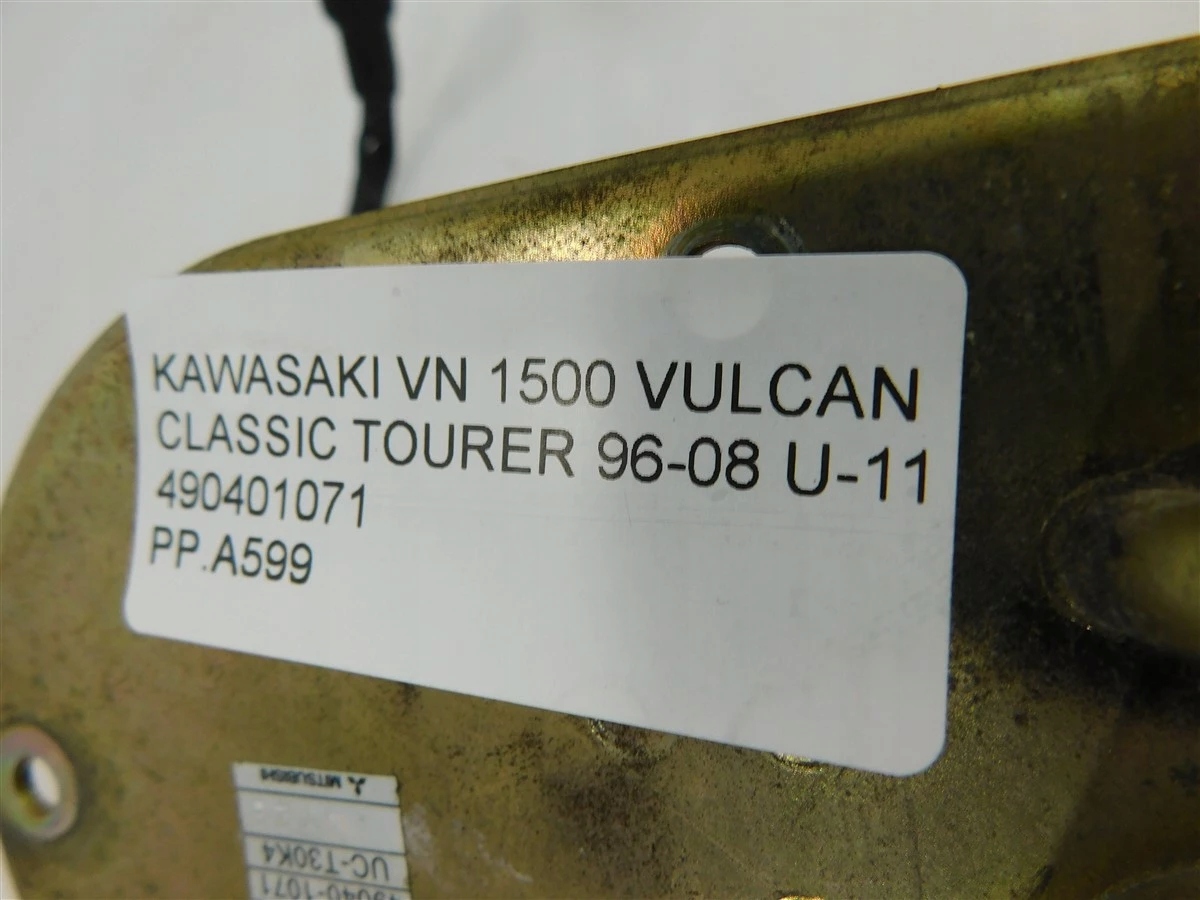 KAWASAKI VN 1500 VULCAN
CLASSIC TOURER 96-08 U-11
490401071
PP.A599
MITSUBISHI
UC-T30K4
49040-1071